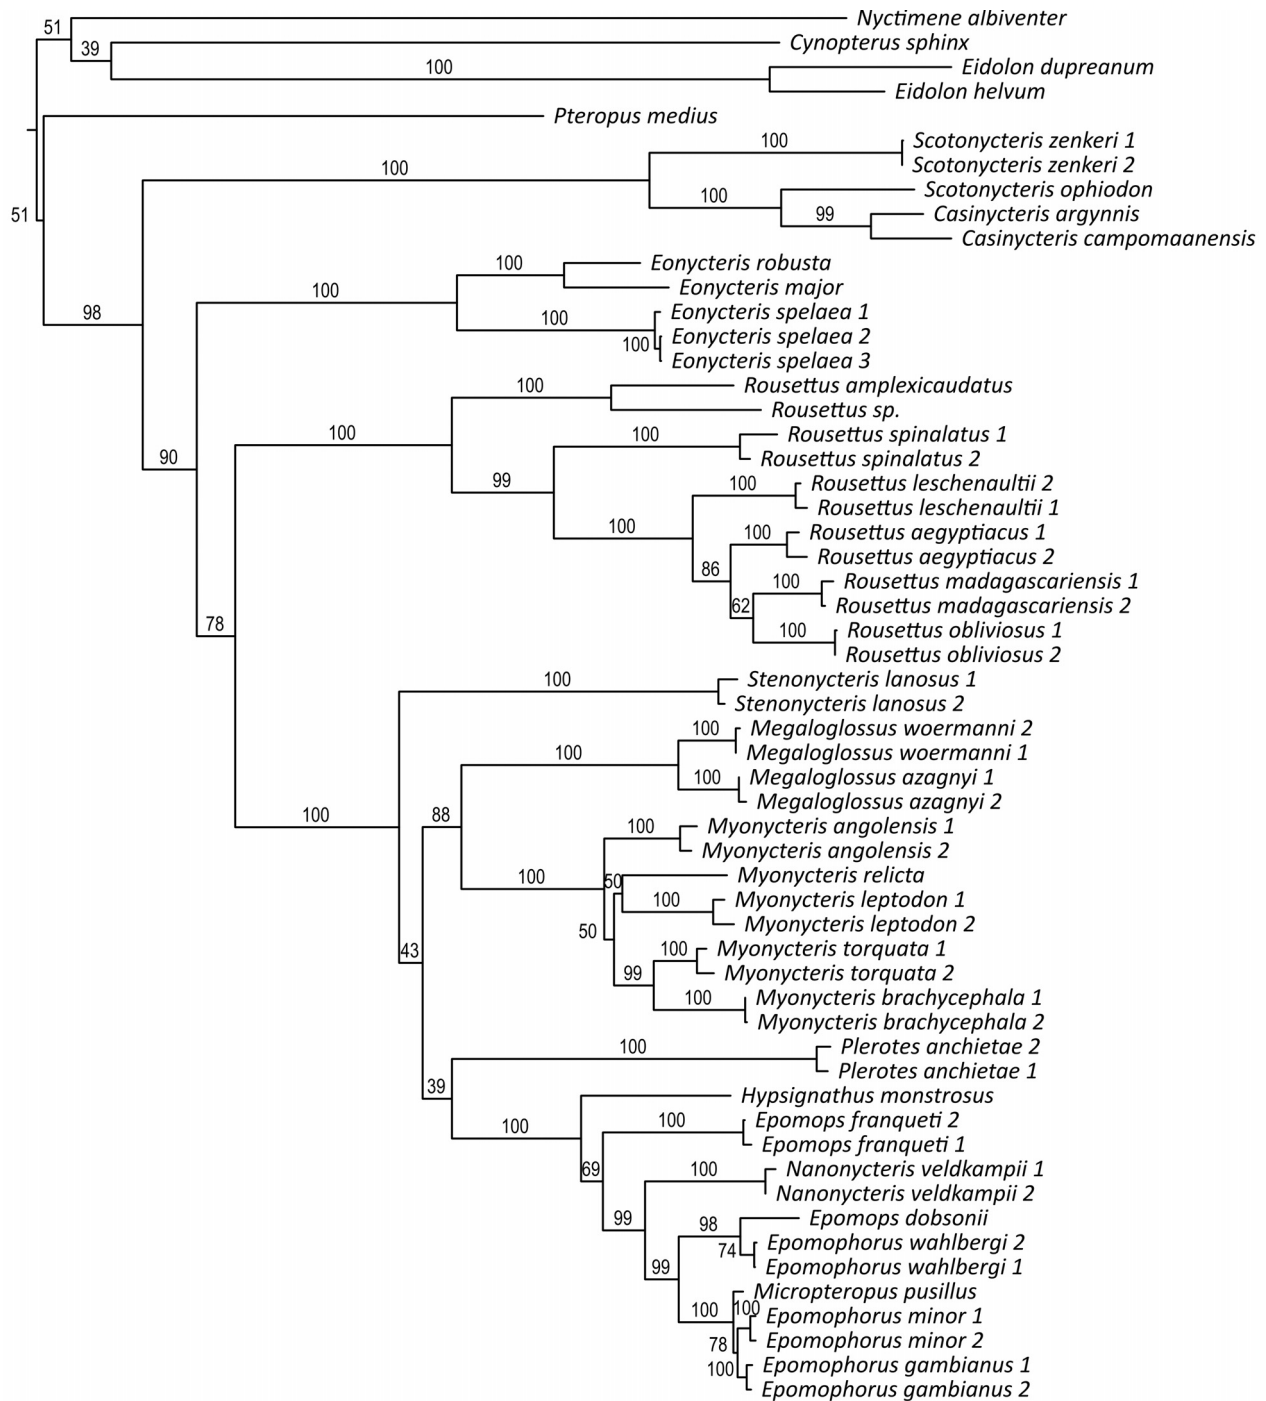 51
Nyctimene albiventer
39
Cynopterus sphinx
100
Eidolon dupreanum
Eidolon helvum
Pteropus medius
100
Scotonycteris zenkeri 1
Scotonycteris zenkeri 2
100
100
Scotonycteris ophiodon
99
Casinycteris argynnis
51
Casinycteris campomaanensis
100
Eonycteris robusta
100
Eonycteris major
98
100
Eonycteris spelaea 1
100
Eonycteris spelaea 2
Eonycteris spelaea 3
100
Rousettus amplexicaudatus
Rousettus sp.
100
100
Rousettus spinalatus 1
90
Rousettus spinalatus 2
99
100
Rousettus leschenaultii 2
Rousettus leschenaultii 1
100
100
Rousettus aegyptiacus 1
Rousettus aegyptiacus 2
86
100
Rousettus madagascariensis 1
62
Rousettus madagascariensis 2
78
100
Rousettus obliviosus 1
Rousettus obliviosus 2
100
Stenonycteris lanosus 1
Stenonycteris lanosus 2
100
Megaloglossus woermanni 2
100
Megaloglossus woermanni 1
100
Megaloglossus azagnyi 1
Megaloglossus azagnyi 2
100
88
100
Myonycteris angolensis 1
Myonycteris angolensis 2
100
50
Myonycteris relicta
100
Myonycteris leptodon 1
50
Myonycteris leptodon 2
43
100
Myonycteris torquata 1
99
Myonycteris torquata 2
100
Myonycteris brachycephala 1
Myonycteris brachycephala 2
100
Plerotes anchietae 2
Plerotes anchietae 1
39
Hypsignathus monstrosus
100
100
Epomops franqueti 2
Epomops franqueti 1
69
100
Nanonycteris veldkampii 1
Nanonycteris veldkampii 2
99
98
Epomops dobsonii
74
Epomophorus wahlbergi 2
99
Epomophorus wahlbergi 1
100
Micropteropus pusillus
100
Epomophorus minor 1
78
Epomophorus minor 2
100
Epomophorus gambianus 1
Epomophorus gambianus 2